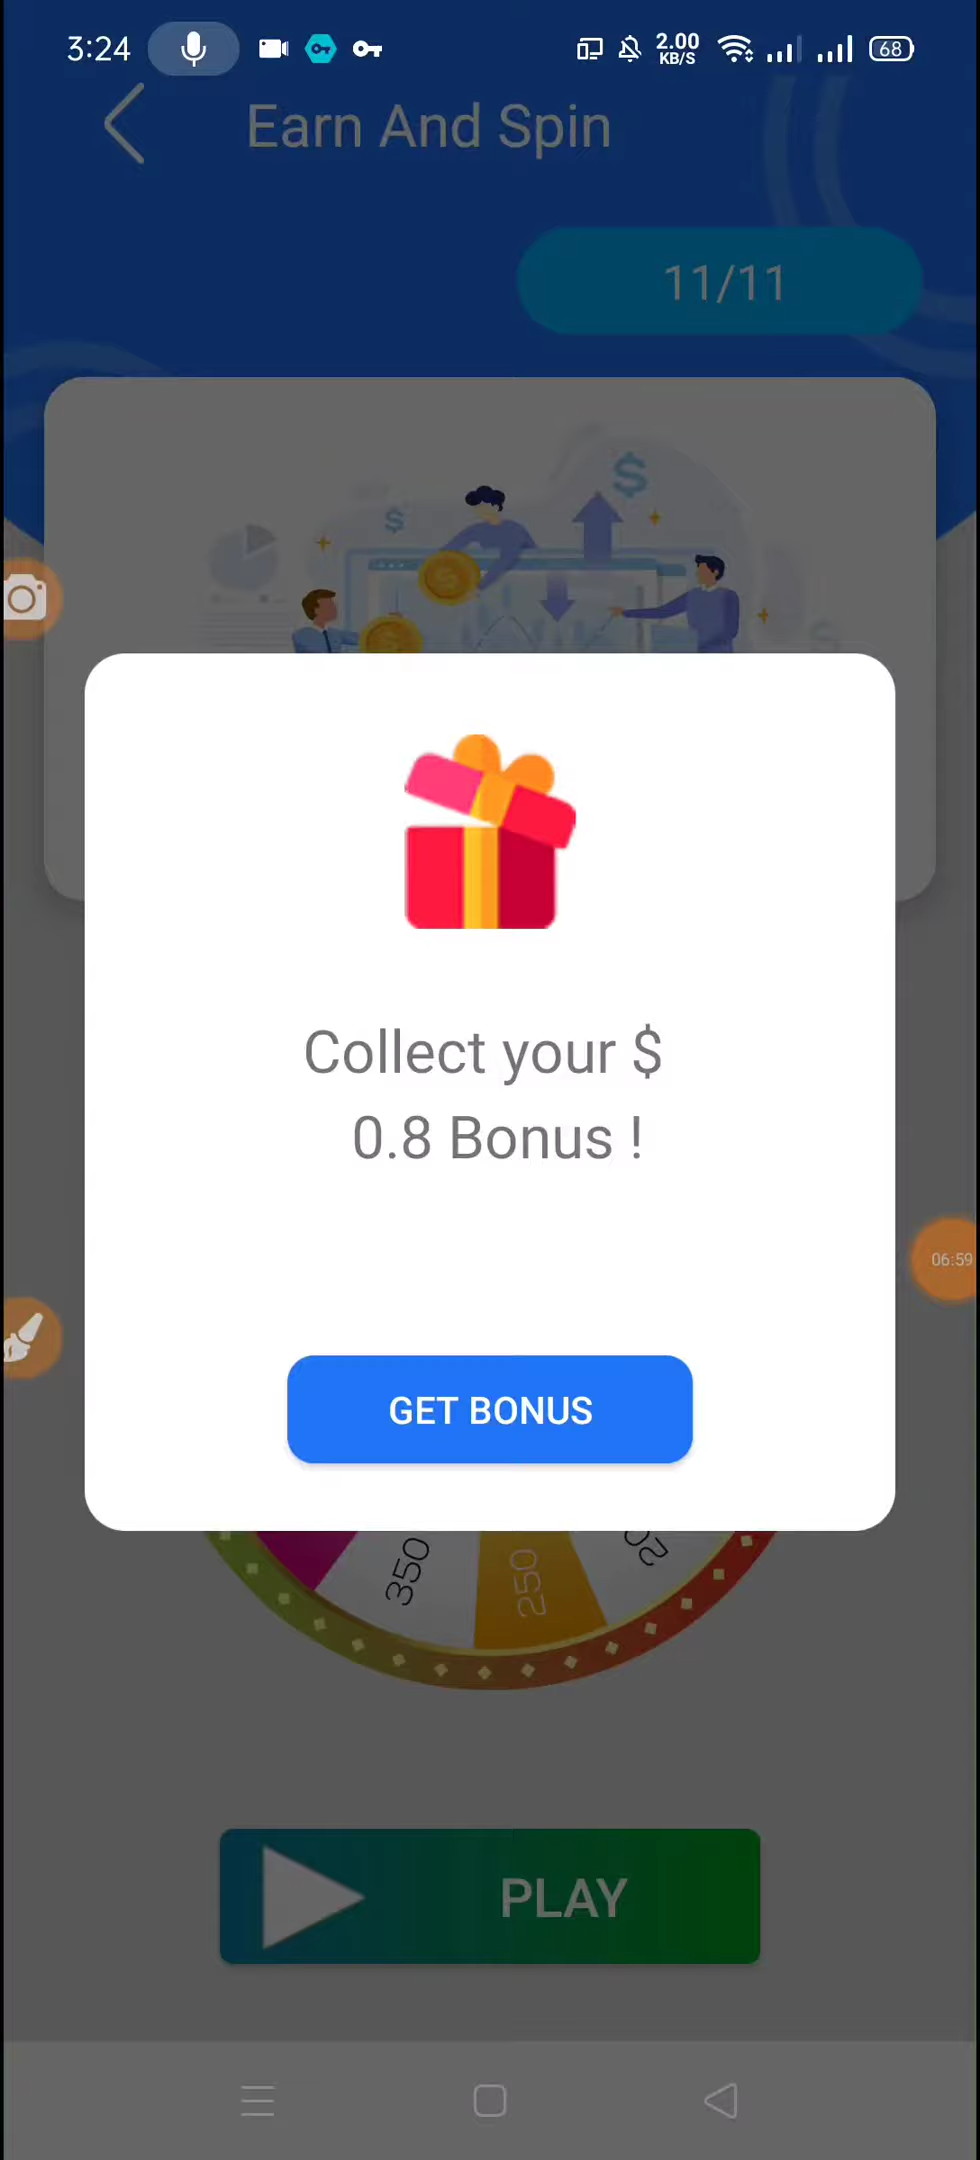 3:24
2.00
KB/S
68
Earn And Spin
11/11
Collect your $
0.8 Bonus !
06:59
GET BONUS
350
250
PLAY